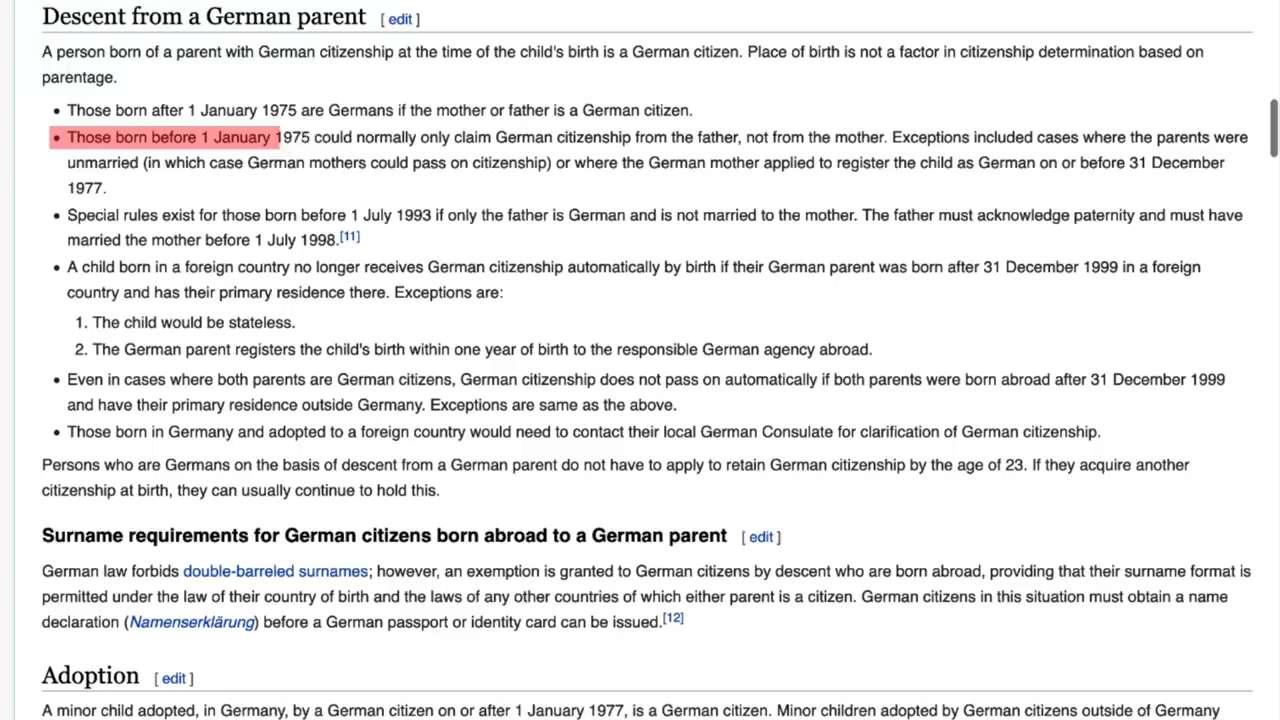 Descent from a German parent [ edit ]
A person born of a parent with German citizenship at the time of the child's birth is a German citizen. Place of birth is not a factor in citizenship determination based on
parentage.
• Those born after 1 January 1975 are Germans if the mother or father is a German citizen.
• Those born before 1 January 1975 could normally only claim German citizenship from the father, not from the mother. Exceptions included cases where the parents were
unmarried (in which case German mothers could pass on citizenship) or where the German mother applied to register the child as German on or before 31 December
1977.
• Special rules exist for those born before 1 July 1993 if only the father is German and is not married to the mother. The father must acknowledge paternity and must have
married the mother before 1 July 1998.[11]
• A child born in a foreign country no longer receives German citizenship automatically by birth if their German parent was born after 31 December 1999 in a foreign
country and has their primary residence there. Exceptions are:
1. The child would be stateless.
2. The German parent registers the child's birth within one year of birth to the responsible German agency abroad.
• Even in cases where both parents are German citizens, German citizenship does not pass on automatically if both parents were born abroad after 31 December 1999
and have their primary residence outside Germany. Exceptions are same as the above.
• Those born in Germany and adopted to a foreign country would need to contact their local German Consulate for clarification of German citizenship.
Persons who are Germans on the basis of descent from a German parent do not have to apply to retain German citizenship by the age of 23. If they acquire another
citizenship at birth, they can usually continue to hold this.
Surname requirements for German citizens born abroad to a German parent [ edit ]
German law forbids double-barreled surnames; however, an exemption is granted to German citizens by descent who are born abroad, providing that their surname format is
permitted under the law of their country of birth and the laws of any other countries of which either parent is a citizen. German citizens in this situation must obtain a name
declaration (Namenserklärung) before a German passport or identity card can be issued.[12]
Adoption [ edit ]
A minor child adopted, in Germany, by a German citizen on or after 1 January 1977, is a German citizen. Minor children adopted by German citizens outside of Germany